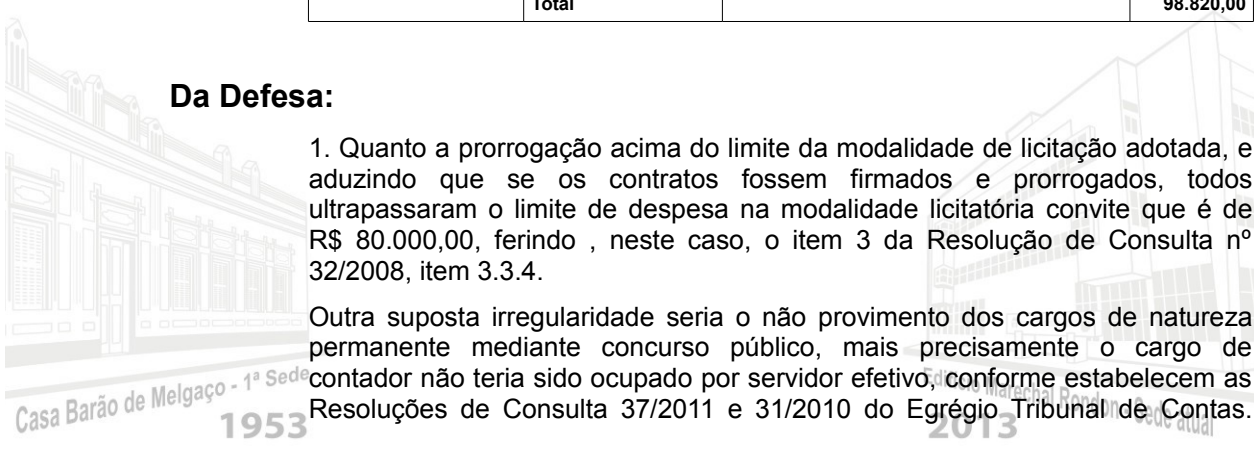 Total 98.820,00
Da Defesa:
1. Quanto a prorrogação acima do limite da modalidade de licitação adotada, e
aduzindo que se os contratos fossem firmados e prorrogados, todos
ultrapassaram o limite de despesa na modalidade licitatória convite que é de
R$ 80.000,00, ferindo , neste caso, o item 3 da Resolução de Consulta nº
32/2008, item 3.3.4.
Outra suposta irregularidade seria o não provimento dos cargos de natureza
permanente mediante concurso público, mais precisamente o cargo de
contador não teria sido ocupado por servidor efetivo, conforme estabelecem as
Resoluções de Consulta 37/2011 e 31/2010 do Egrégio Tribunal de Contas.
Casa Barão de Melgaço - 1ª Sede
1953
Edifício Marechal Rondon - Sede atual
2013